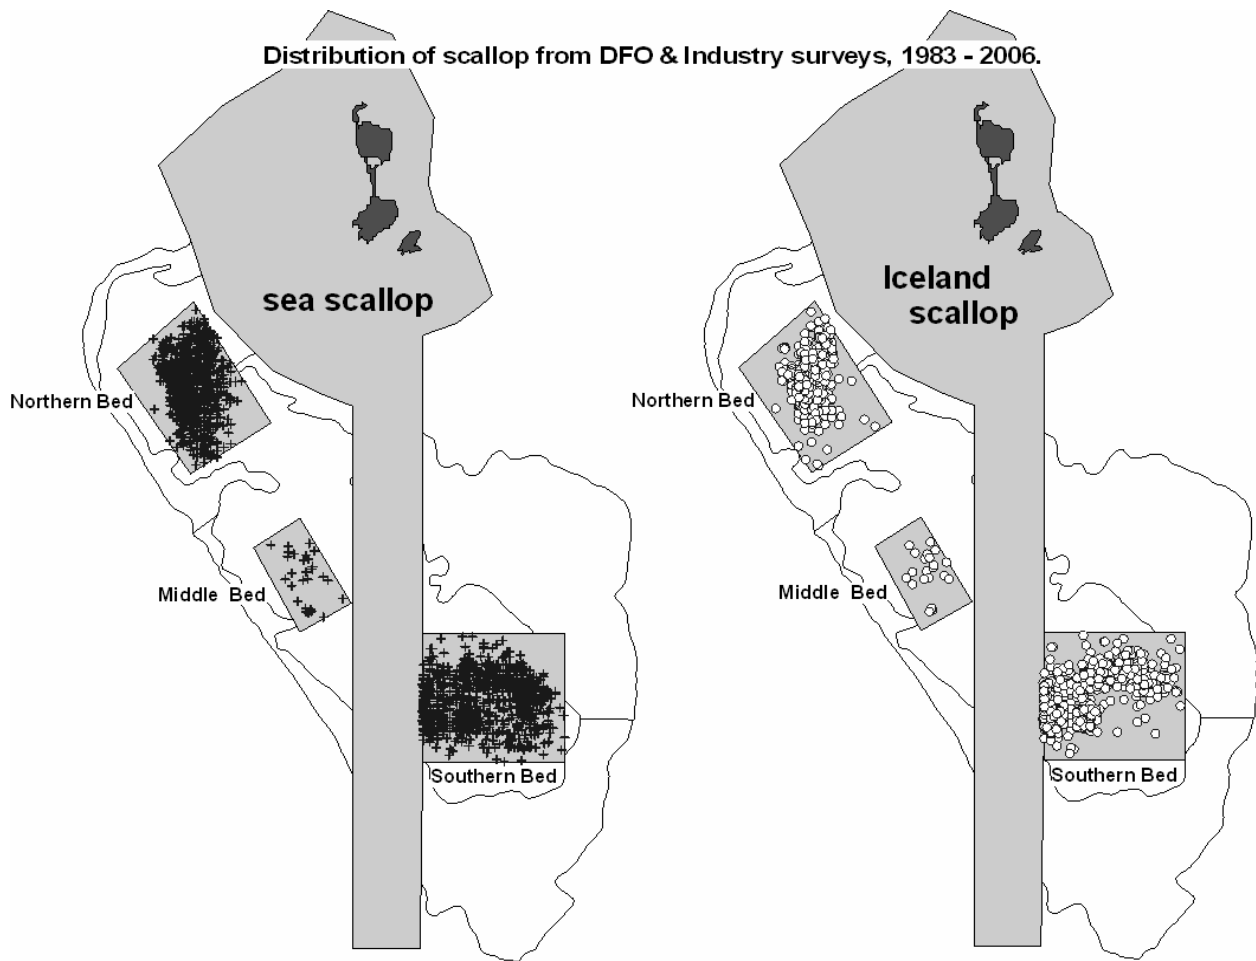 Distribution of scallop from DFO & Industry surveys, 1983 - 2006.
sea scallop
Northern Bed
Middle Bed
Southern Bed
Iceland
scallop
Northern Bed
Middle Bed
Southern Bed